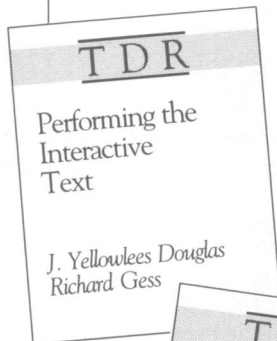 TDR
Performing the
Interactive
Text
J. Yellowlees Douglas
Richard Gess
T